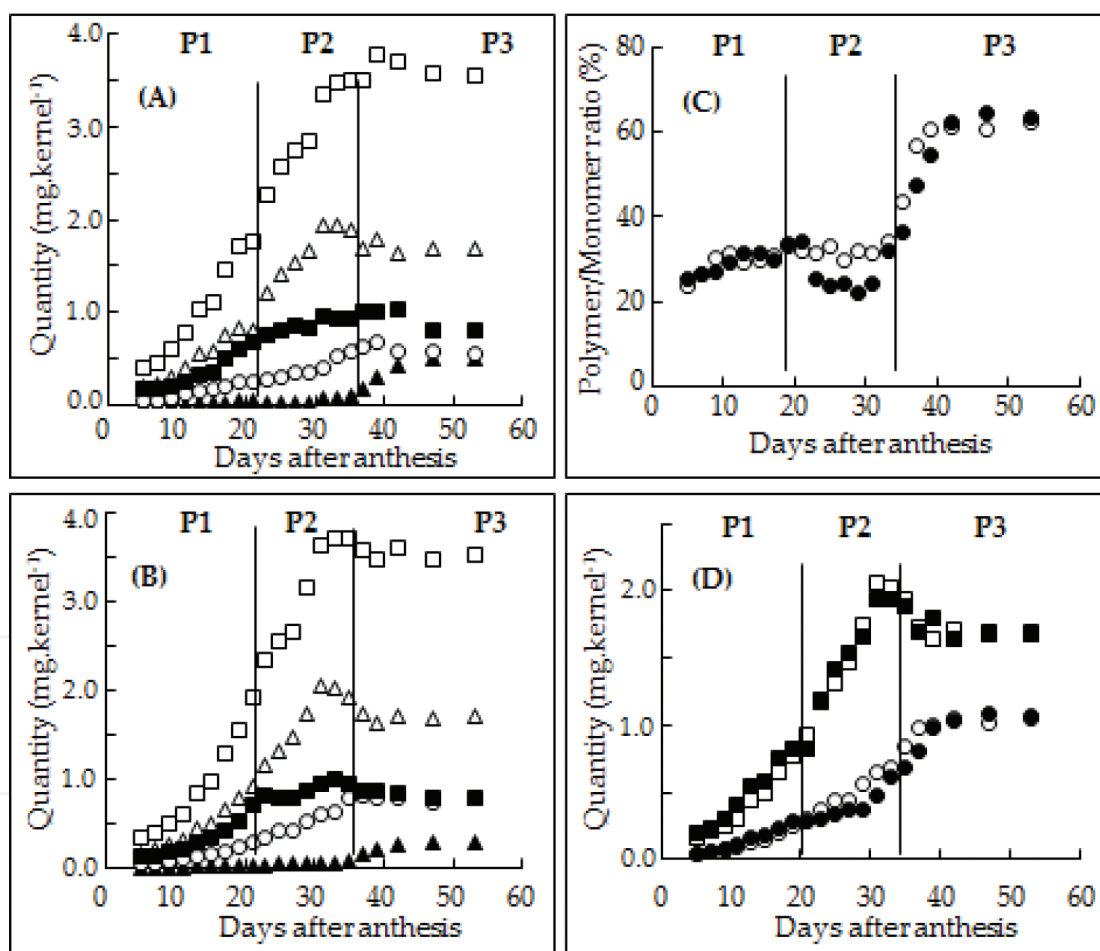 P1 P2 P3
(A)
Quantity (mg.kernel⁻¹)
4.0
3.0
2.0
1.0
0.0
0 10 20 30 40 50 60
Days after anthesis
P1 P2 P3
(C)
Polymer/Monomer ratio (%)
80
60
40
20
0
0 10 20 30 40 50 60
Days after anthesis
P1 P2 P3
(B)
Quantity (mg.kernel⁻¹)
4.0
3.0
2.0
1.0
0.0
0 10 20 30 40 50 60
Days after anthesis
P1 P2 P3
(D)
Quantity (mg.kernel⁻¹)
2.0
1.0
0.0
0 10 20 30 40 50 60
Days after anthesis